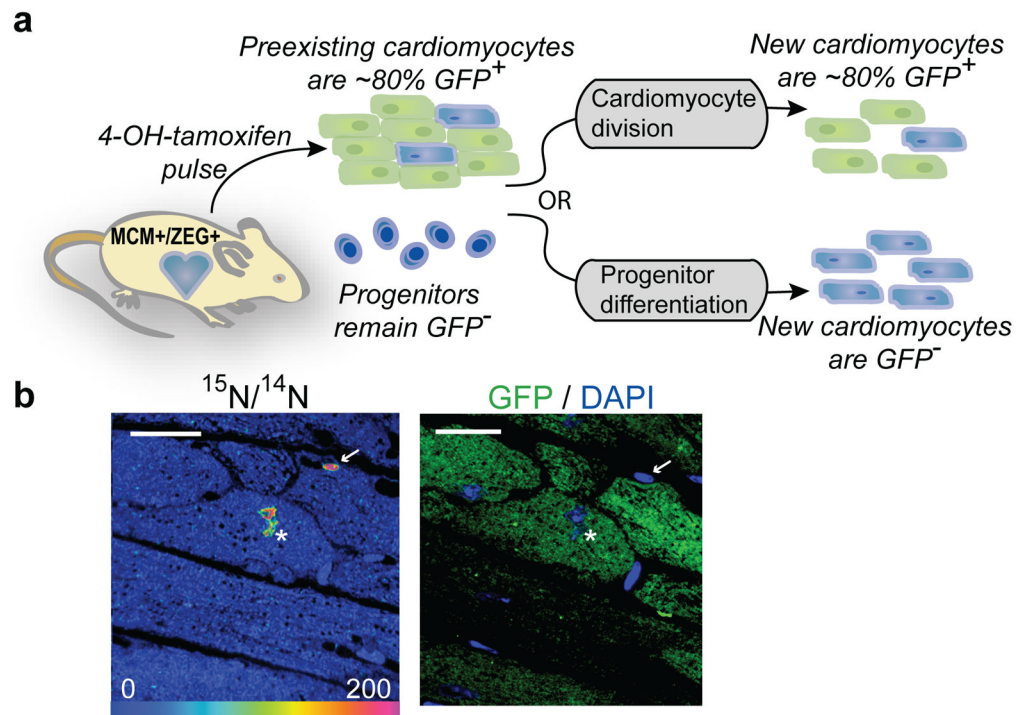 a
Preexisting cardiomyocytes
are ~80% GFP+
New cardiomyocytes
are ~80% GFP+
4-OH-tamoxifen
pulse
Cardiomyocyte
division
MCM+/ZEG+
OR
Progenitors
remain GFP-
Progenitor
differentiation
New cardiomyocytes
are GFP-
b
15N/14N
GFP / DAPI
*
*
0 200